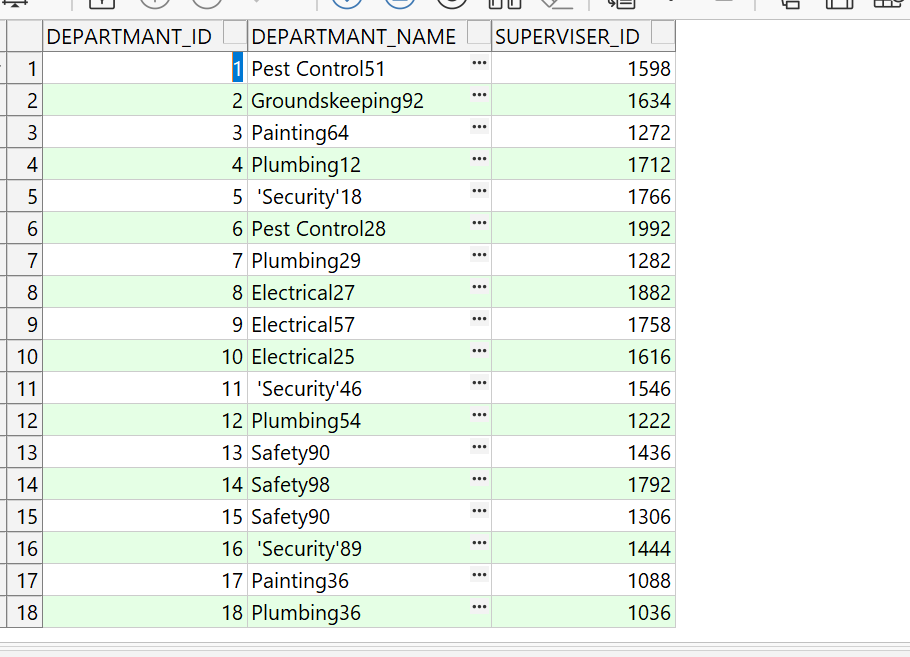 DEPARTMANT_ID DEPARTMANT_NAME SUPERVISER_ID
1 1 Pest Control51 ... 1598
2 2 Groundskeeping92 ... 1634
3 3 Painting64 ... 1272
4 4 Plumbing12 ... 1712
5 5 'Security'18 ... 1766
6 6 Pest Control28 ... 1992
7 7 Plumbing29 ... 1282
8 8 Electrical27 ... 1882
9 9 Electrical57 ... 1758
10 10 Electrical25 ... 1616
11 11 'Security'46 ... 1546
12 12 Plumbing54 ... 1222
13 13 Safety90 ... 1436
14 14 Safety98 ... 1792
15 15 Safety90 ... 1306
16 16 'Security'89 ... 1444
17 17 Painting36 ... 1088
18 18 Plumbing36 ... 1036